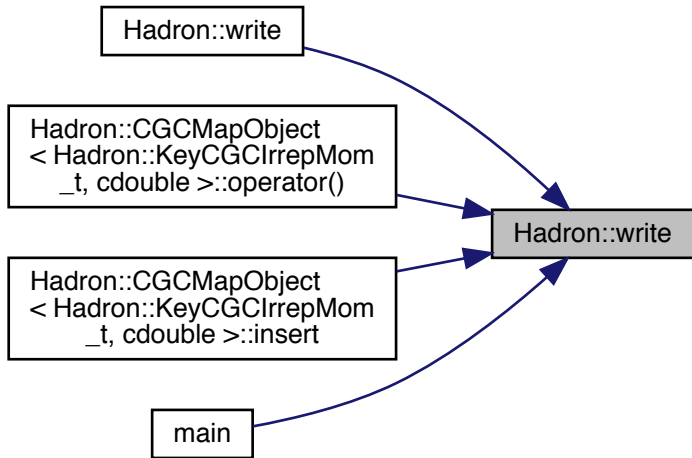 Hadron::write
Hadron::CGCMapObject
< Hadron::KeyCGCIrrepMom
_t, cdouble >::operator()
Hadron::write
Hadron::CGCMapObject
< Hadron::KeyCGCIrrepMom
_t, cdouble >::insert
main